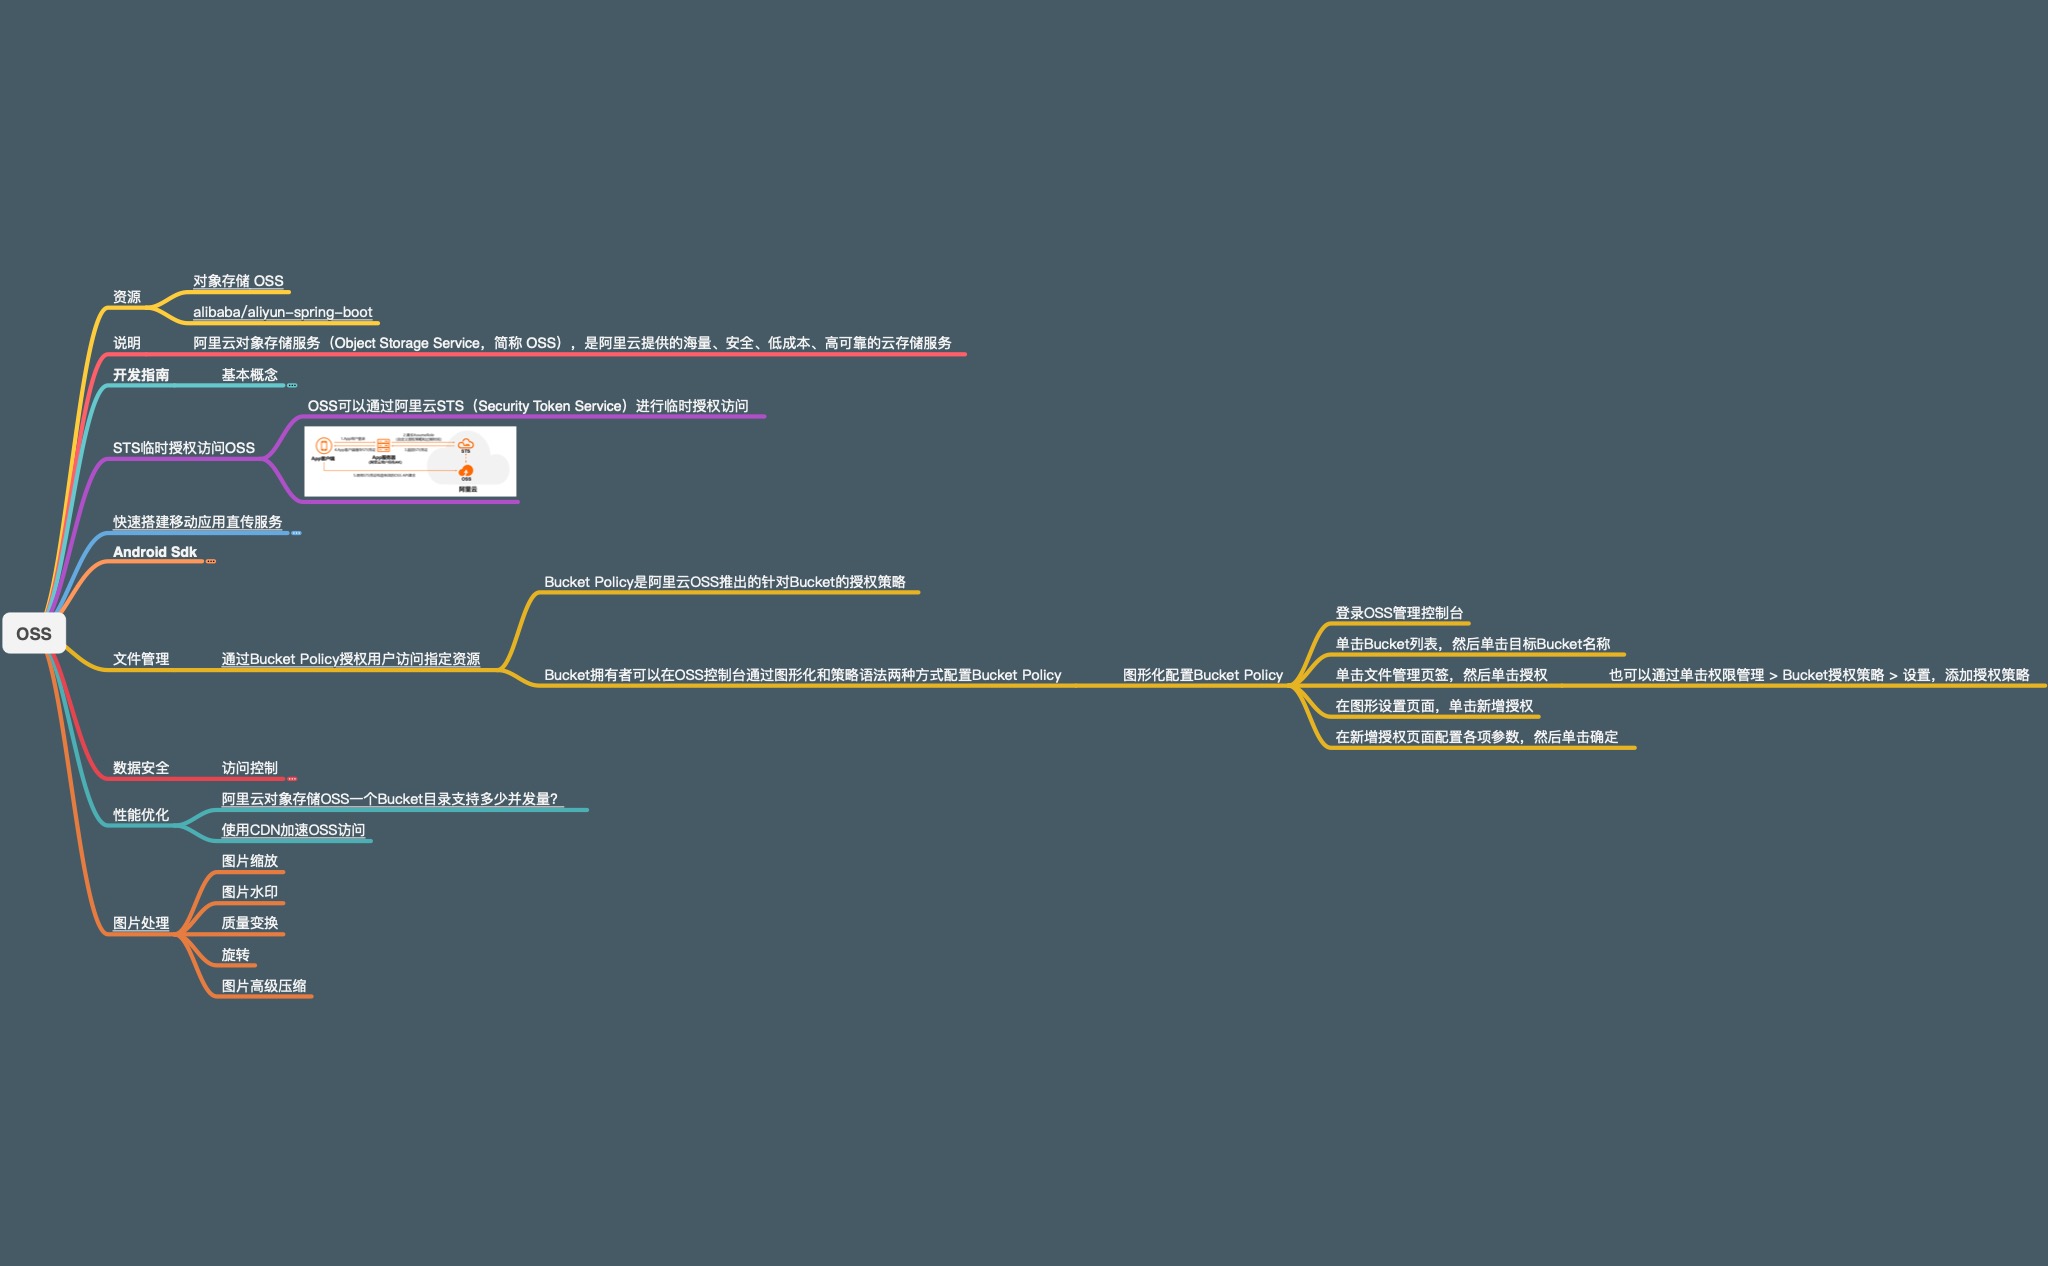 对象存储 OSS
资源
alibaba/aliyun-spring-boot
说明
阿里云对象存储服务（Object Storage Service，简称 OSS），是阿里云提供的海量、安全、低成本、高可靠的云存储服务
开发指南
基本概念
OSS可以通过阿里云STS（Security Token Service）进行临时授权访问
STS临时授权访问OSS
App客户端
App服务器
STS
OSS
阿里云
快速搭建移动应用直传服务
Android Sdk
OSS
文件管理
通过Bucket Policy授权用户访问指定资源
Bucket Policy是阿里云OSS推出的针对Bucket的授权策略
Bucket拥有者可以在OSS控制台通过图形化和策略语法两种方式配置Bucket Policy
图形化配置Bucket Policy
登录OSS管理控制台
单击Bucket列表，然后单击目标Bucket名称
单击文件管理页签，然后单击授权
也可以通过单击权限管理 > Bucket授权策略 > 设置，添加授权策略
在图形设置页面，单击新增授权
在新增授权页面配置各项参数，然后单击确定
数据安全
访问控制
阿里云对象存储OSS一个Bucket目录支持多少并发量？
性能优化
使用CDN加速OSS访问
图片缩放
图片水印
图片处理
质量变换
旋转
图片高级压缩